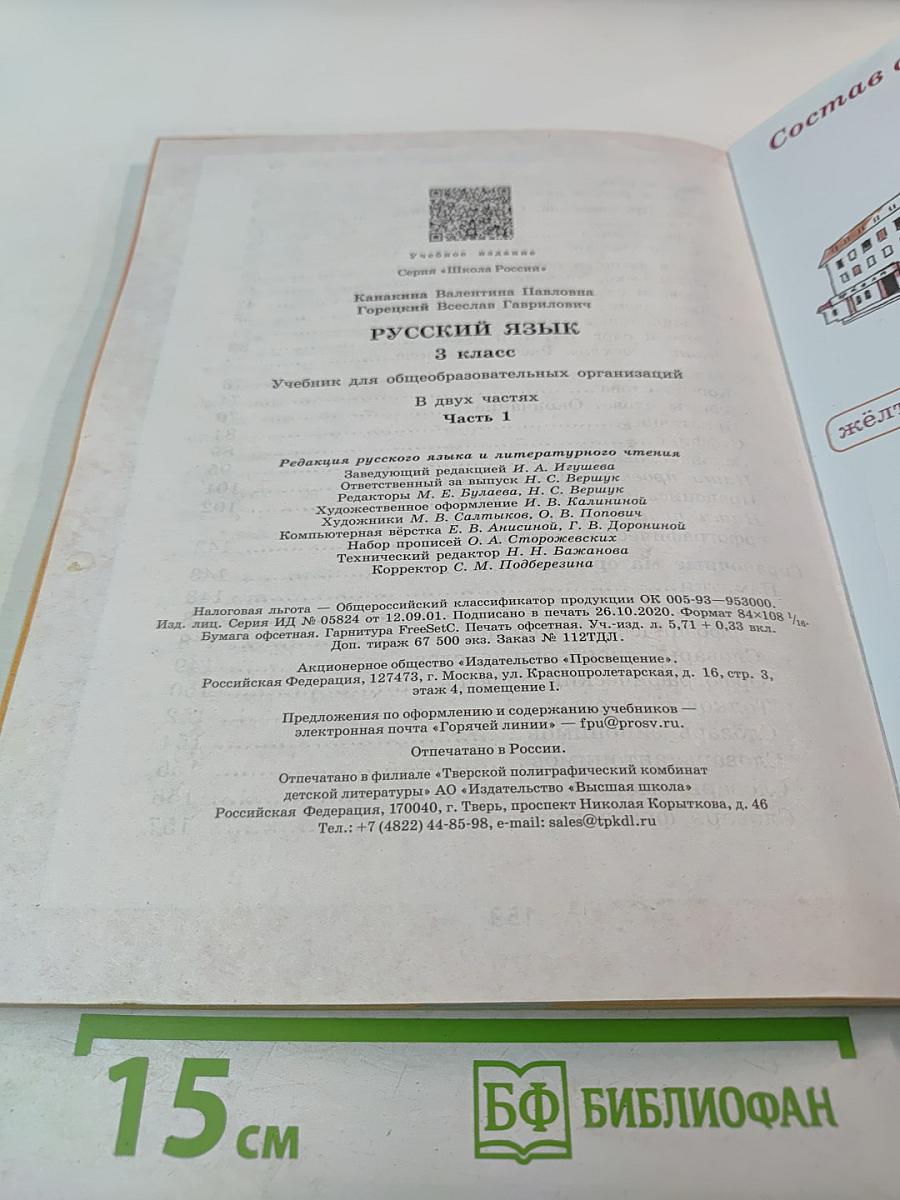 Учебное издание
Серия «Школа России»
Канакина Валентина Павловна
Горецкий Всеслав Гаврилович
РУССКИЙ ЯЗЫК
3 класс
Учебник для общеобразовательных организаций
В двух частях
Часть 1
Редакция русского языка и литературного чтения
Заведующий редакцией И. А. Игушева
Ответственный за выпуск Н. С. Вершук
Редакторы М. Е. Булаева, Н. С. Вершук
Художественное оформление И. В. Калининой
Художники М. В. Салтыков, О. В. Попович
Компьютерная вёрстка Е. В. Анисиной, Г. В. Дорониной
Набор прописей О. А. Сторожевских
Технический редактор Н. Н. Бажанова
Корректор С. М. Подберезина
Налоговая льгота — Общероссийский классификатор продукции ОК 005-93—953000.
Изд. лиц. Серия ИД № 05824 от 12.09.01. Подписано в печать 26.10.2020. Формат 84×108 1/16.
Бумага офсетная. Гарнитура FreeSetC. Печать офсетная. Уч.-изд. л. 5,71 + 0,33 вкл.
Доп. тираж 67 500 экз. Заказ № 112ТДЛ.
Акционерное общество «Издательство «Просвещение».
Российская Федерация, 127473, г. Москва, ул. Краснопролетарская, д. 16, стр. 3,
этаж 4, помещение I.
Предложения по оформлению и содержанию учебников —
электронная почта «Горячей линии» — fpu@prosv.ru.
Отпечатано в России.
Отпечатано в филиале «Тверской полиграфический комбинат
детской литературы» АО «Издательство «Высшая школа»
Российская Федерация, 170040, г. Тверь, проспект Николая Корыткова, д. 46
Тел.: +7 (4822) 44-85-98, e-mail: sales@tpkdl.ru
Состав
жёлт
15 см
БФ БИБЛИОФАН